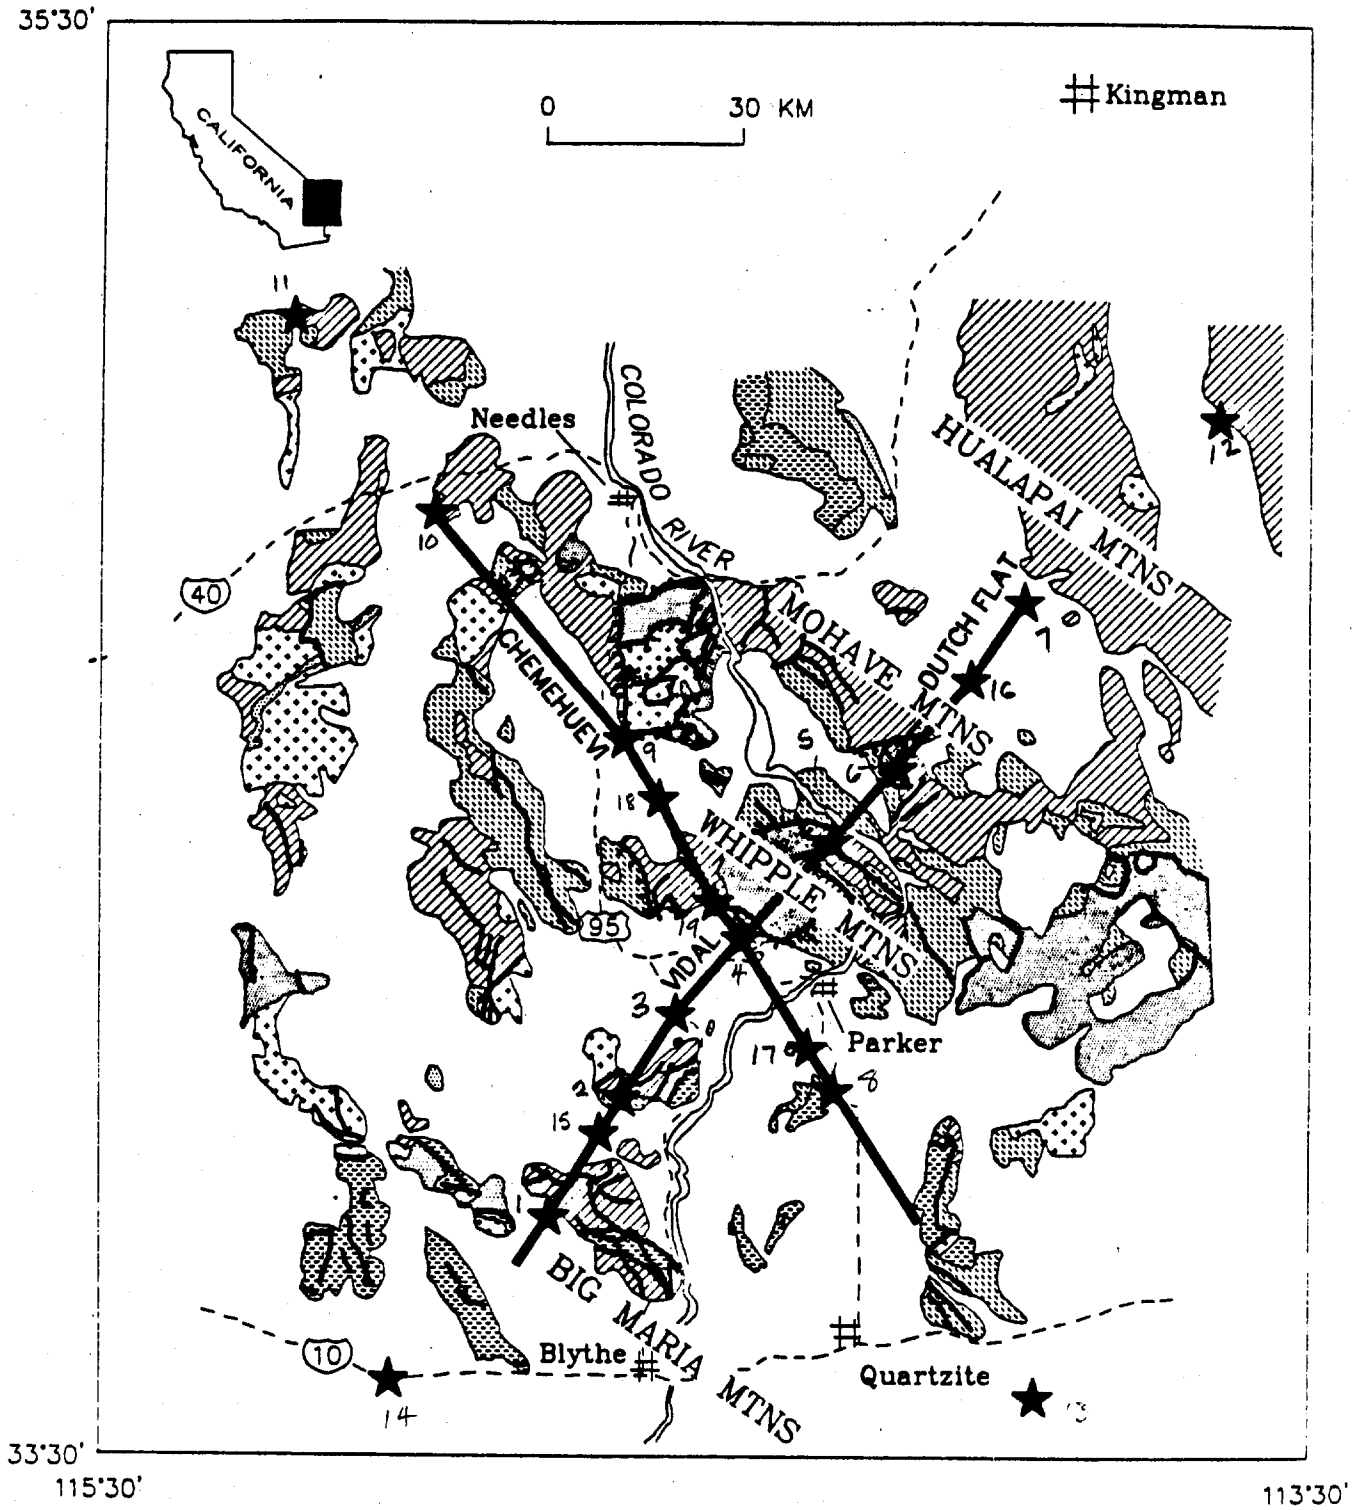 35°30'
CALIFORNIA
0 30 KM
Kingman
11
COLORADO
RIVER
Needles
HUALAPAI MTNS
12
10
40
CHEMEHUEVI
MOHAVE MTNS
DUTCH FLAT
7
16
5
6
9
18
WHIPPLE MTNS
19
95
VIDAL
4
3
Parker
17
8
2
15
1
BIG MARIA MTNS
10
Blythe
Quartzite
14
13
33°30'
115°30'
113°30'